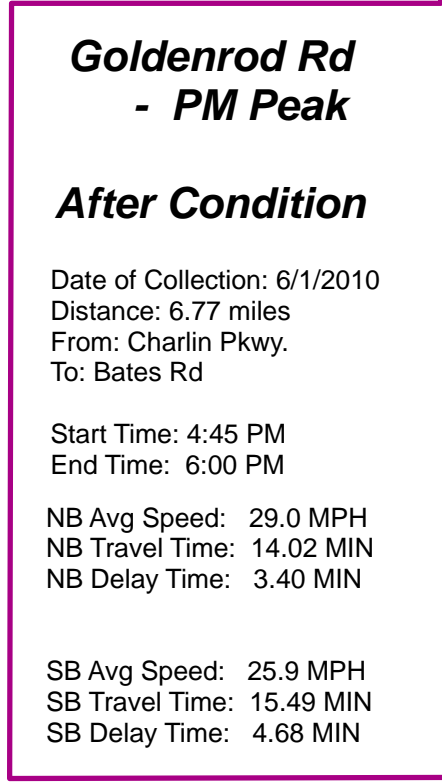 Goldenrod Rd
- PM Peak
After Condition
Date of Collection: 6/1/2010
Distance: 6.77 miles
From: Charlin Pkwy.
To: Bates Rd
Start Time: 4:45 PM
End Time: 6:00 PM
NB Avg Speed: 29.0 MPH
NB Travel Time: 14.02 MIN
NB Delay Time: 3.40 MIN
SB Avg Speed: 25.9 MPH
SB Travel Time: 15.49 MIN
SB Delay Time: 4.68 MIN